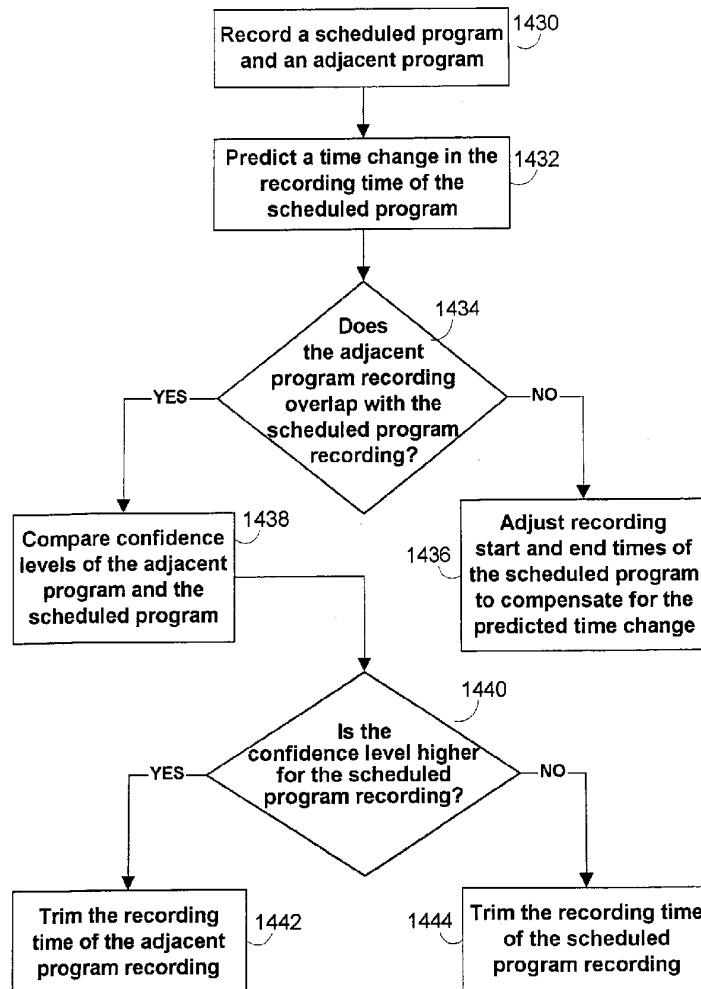 Record a scheduled program
and an adjacent program
1430
Predict a time change in the
recording time of the
scheduled program
1432
Does
the adjacent
program recording
overlap with the
scheduled program
recording?
1434
YES
NO
Compare confidence
levels of the adjacent
program and the
scheduled program
1438
1436
Adjust recording
start and end times of
the scheduled program
to compensate for the
predicted time change
Is the
confidence level higher
for the scheduled
program recording?
1440
YES
NO
Trim the recording
time of the adjacent
program recording
1442
1444
Trim the recording time
of the scheduled
program recording